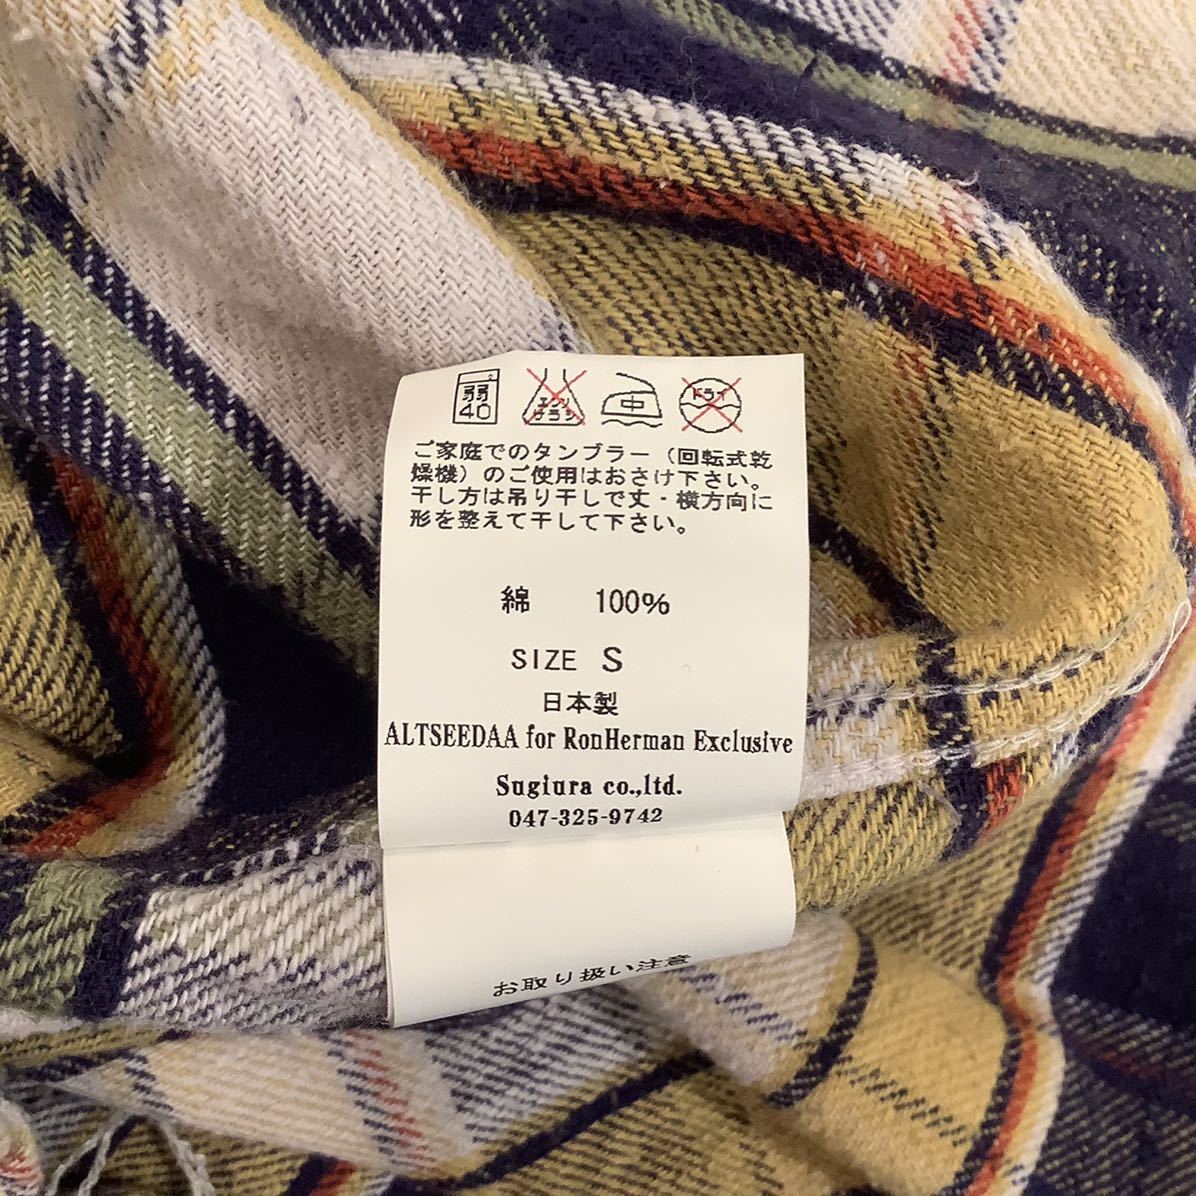 弱 40 エンソ サラシ 中 ドライ
ご家庭でのタンブラー（回転式乾
燥機）のご使用はおさけ下さい。
干し方は吊り干しで丈・横方向に
形を整えて干して下さい。
綿 100%
SIZE S
日本製
ALTSEEDAA for RonHerman Exclusive
Sugiura co.,ltd.
047-325-9742
お取り扱い注意